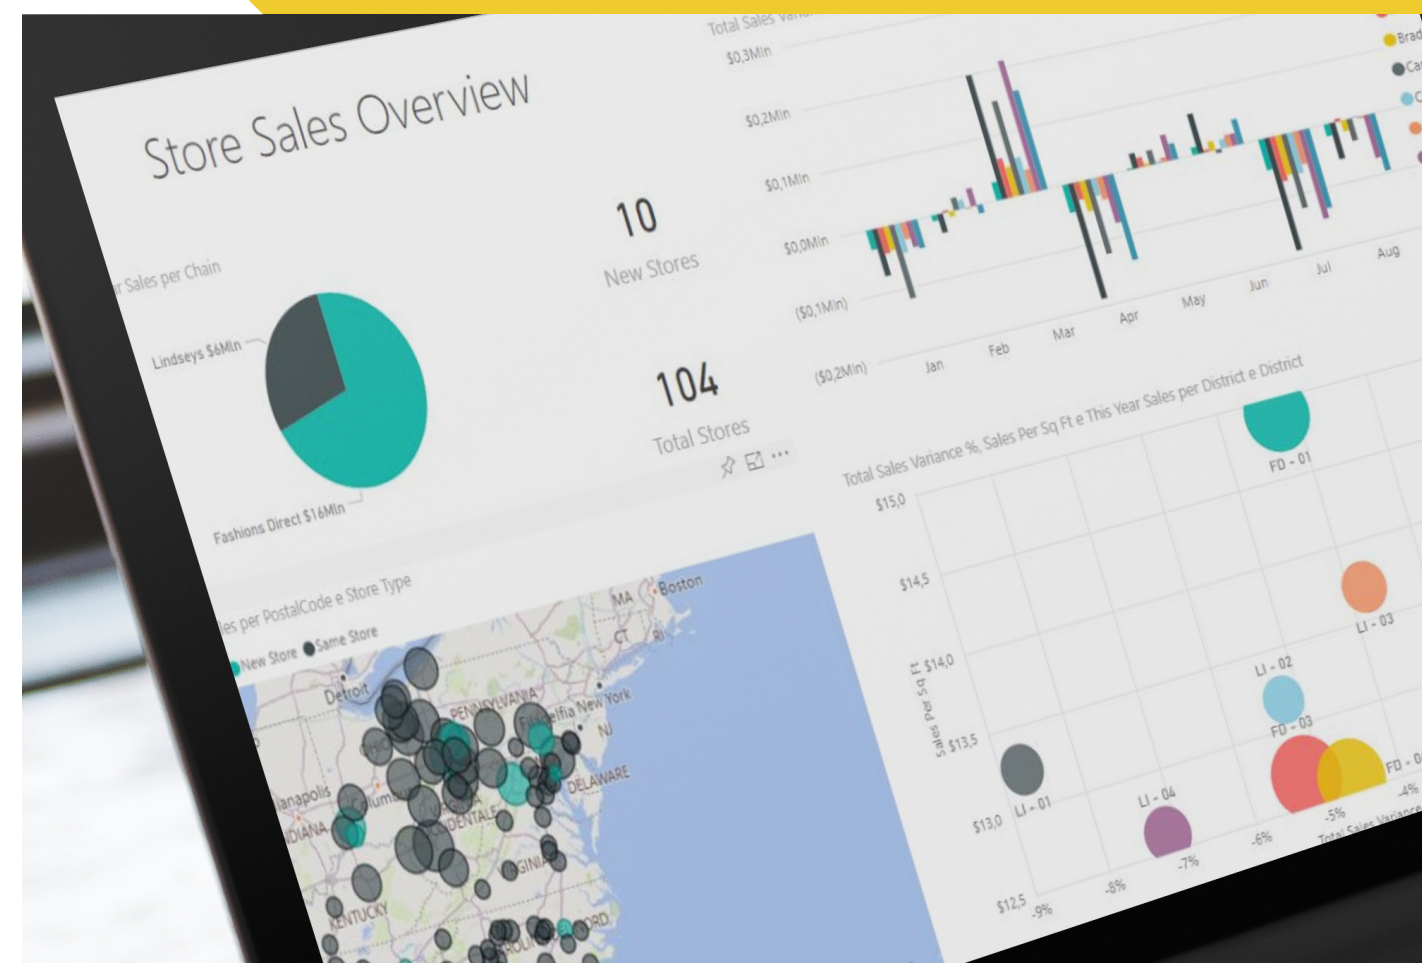 Store Sales Overview
10
New Stores
104
Total Stores
Sales per Chain
Lindseys $6Mln
Fashions Direct $16Mln
Total Sales
$0,3Mln
$0,2Mln
$0,1Mln
$0,0Mln
($0,1Mln)
($0,2Mln)
Jan
Feb
Mar
Apr
May
Jun
Jul
Aug
per PostalCode e Store Type
New Store
Same Store
Boston
MA
CT
RI
Detroit
PENNSYLVANIA
New York
NJ
OHIO
DELAWARE
KENTUCKY
Total Sales Variance %, Sales Per Sq Ft e This Year Sales per District e District
Sales Per Sq Ft
$15,0
$14,5
$14,0
$13,5
$13,0
$12,5
FD - 01
LI - 03
LI - 02
FD - 03
LI - 01
LI - 04
-9%
-8%
-7%
-6%
-5%
-4%
Total Sales Variance